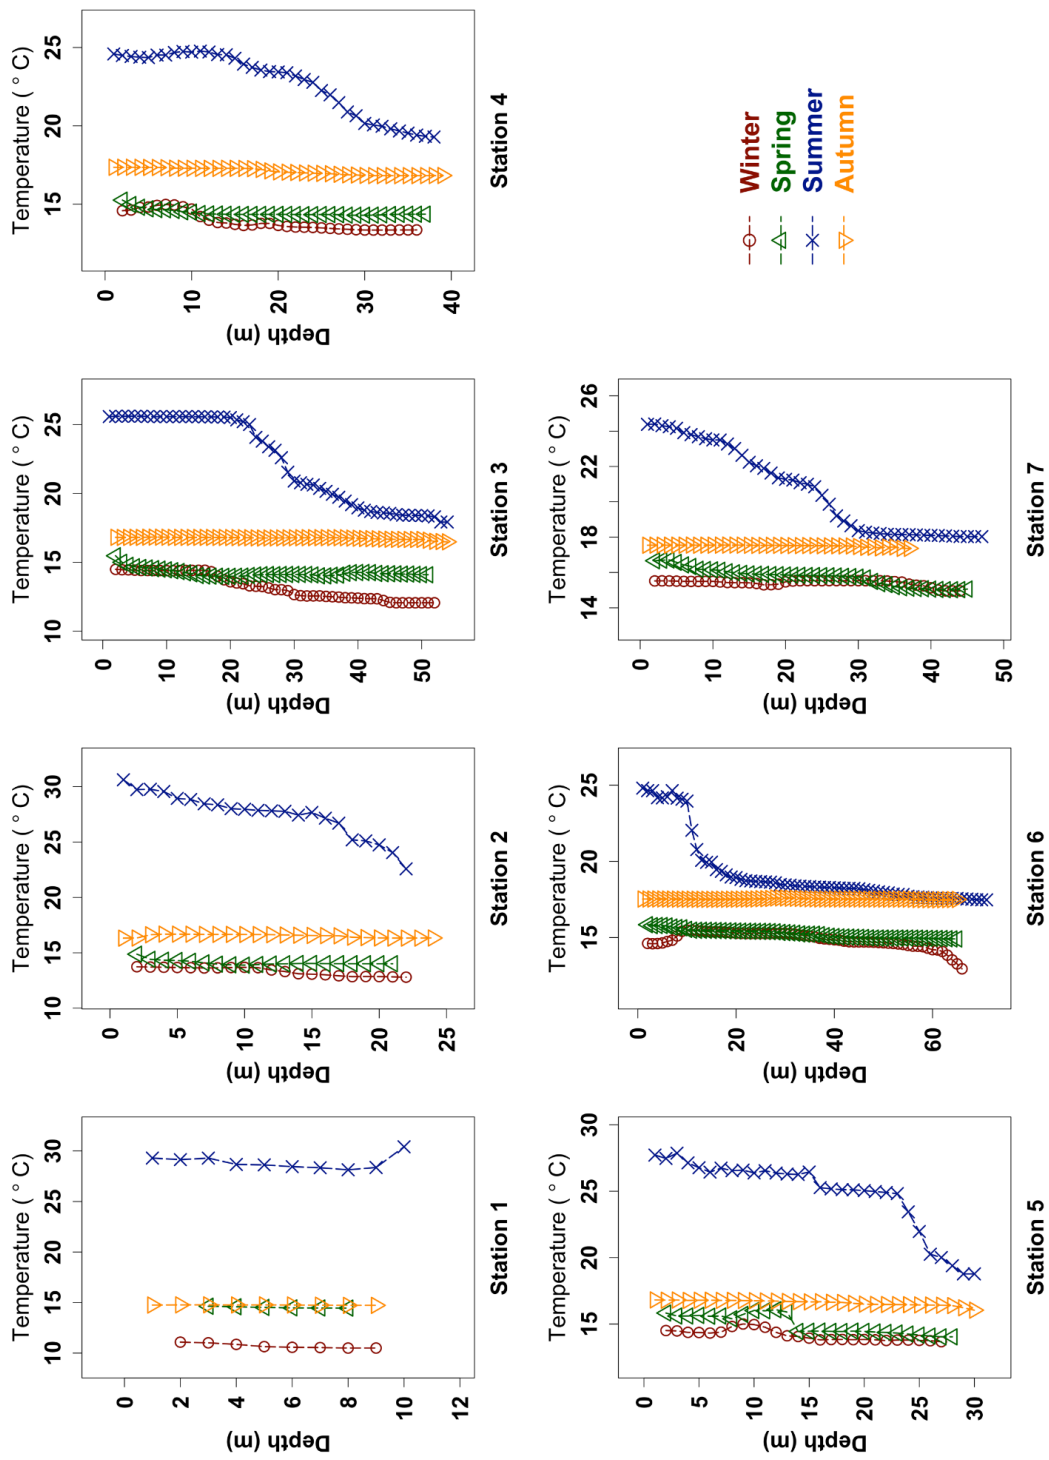 Temperature ( ° C)
10 15 20 25 30
0
2
4
6
8
10
12
Depth (m)
Station 1
Temperature ( ° C)
10 15 20 25 30
0
5
10
15
20
25
Depth (m)
Station 2
Temperature ( ° C)
10 15 20 25
0
10
20
30
40
50
Depth (m)
Station 3
Temperature ( ° C)
15 20 25
0
10
20
30
40
Depth (m)
Station 4
Temperature ( ° C)
15 20 25 30
0
5
10
15
20
25
30
Depth (m)
Station 5
Temperature ( ° C)
15 20 25
0
20
40
60
Depth (m)
Station 6
Temperature ( ° C)
14 18 22 26
0
10
20
30
40
50
Depth (m)
Station 7
Winter
Spring
Summer
Autumn